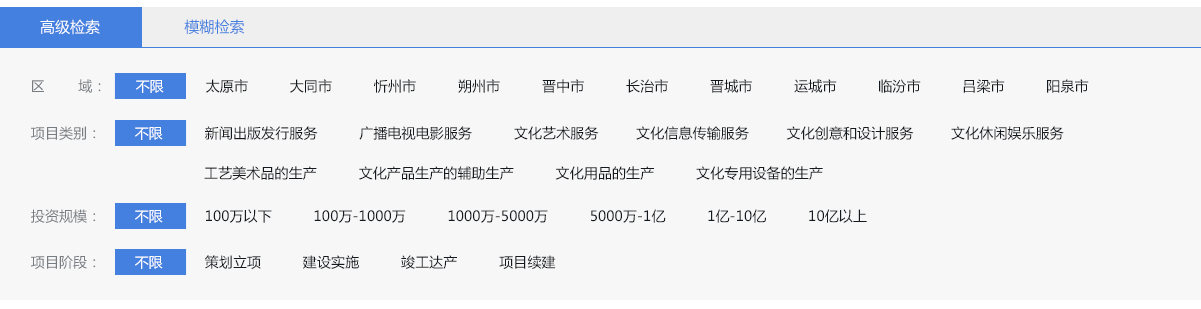 高级检索 模糊检索
区 域： 不限 太原市 大同市 忻州市 朔州市 晋中市 长治市 晋城市 运城市 临汾市 吕梁市 阳泉市
项目类别： 不限 新闻出版发行服务 广播电视电影服务 文化艺术服务 文化信息传输服务 文化创意和设计服务 文化休闲娱乐服务
工艺美术品的生产 文化产品生产的辅助生产 文化用品的生产 文化专用设备的生产
投资规模： 不限 100万以下 100万-1000万 1000万-5000万 5000万-1亿 1亿-10亿 10亿以上
项目阶段： 不限 策划立项 建设实施 竣工达产 项目续建